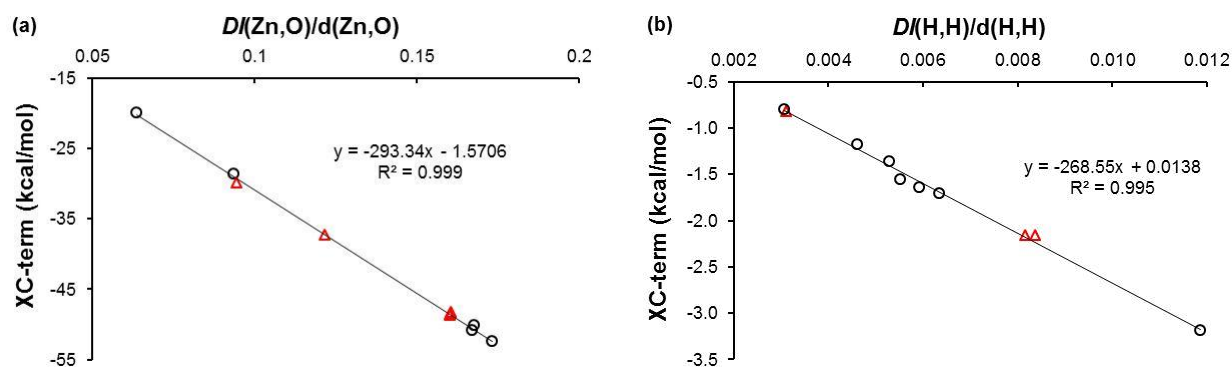 (a)
DI(Zn,O)/d(Zn,O)
0.05 0.1 0.15 0.2
XC-term (kcal/mol)
-15
-25
-35
-45
-55
y = -293.34x - 1.5706
R² = 0.999
(b)
DI(H,H)/d(H,H)
0.002 0.004 0.006 0.008 0.010 0.012
XC-term (kcal/mol)
-0.5
-1.0
-1.5
-2.0
-2.5
-3.0
-3.5
y = -268.55x + 0.0138
R² = 0.995